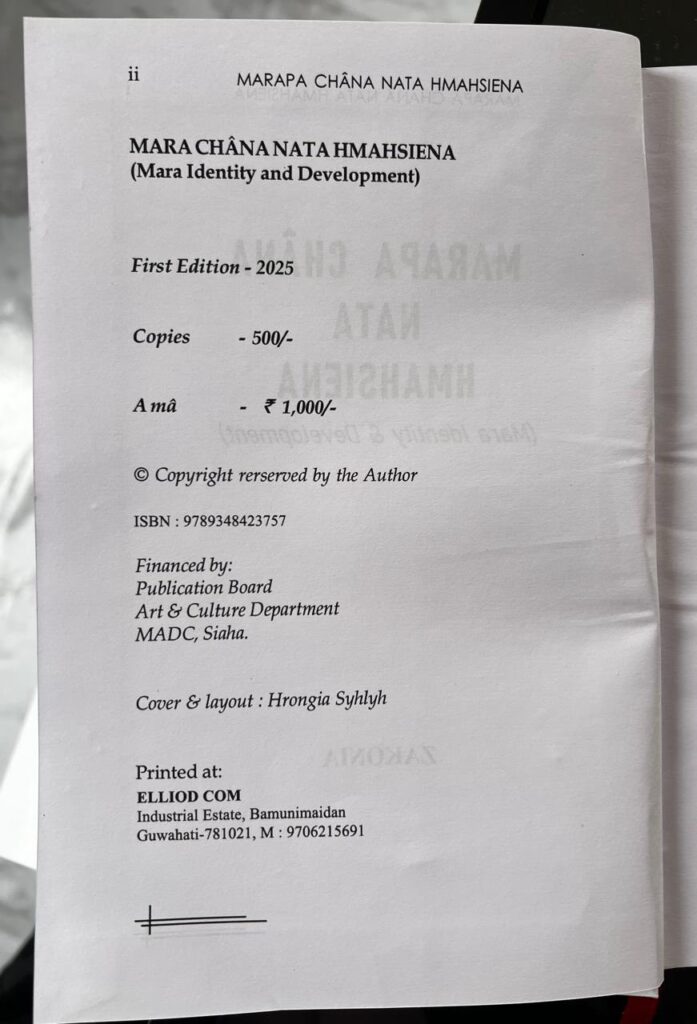 ii
MARAPA CHÂNA NATA HMAHSIENA
MARA CHÂNA NATA HMAHSIENA
(Mara Identity and Development)
First Edition - 2025
Copies - 500/-
A mâ - ₹ 1,000/-
© Copyright rerserved by the Author
ISBN : 9789348423757
Financed by:
Publication Board
Art & Culture Department
MADC, Siaha.
Cover & layout : Hrongia Syhlyh
Printed at:
ELLIOD COM
Industrial Estate, Bamunimaidan
Guwahati-781021, M : 9706215691